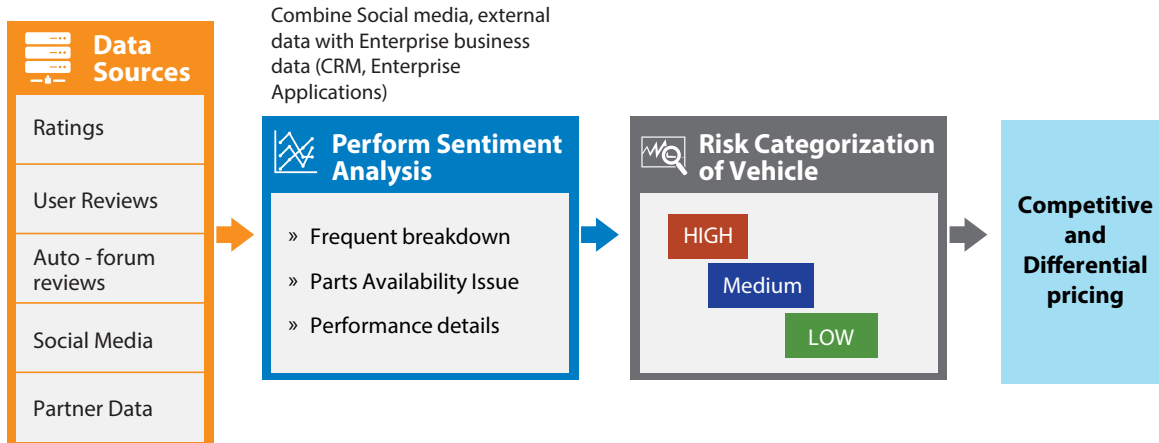 Data
Sources
Ratings
User Reviews
Auto - forum
reviews
Social Media
Partner Data
Combine Social media, external
data with Enterprise business
data (CRM, Enterprise
Applications)
Perform Sentiment
Analysis
» Frequent breakdown
» Parts Availability Issue
» Performance details
Risk Categorization
of Vehicle
HIGH
Medium
LOW
Competitive
and
Differential
pricing